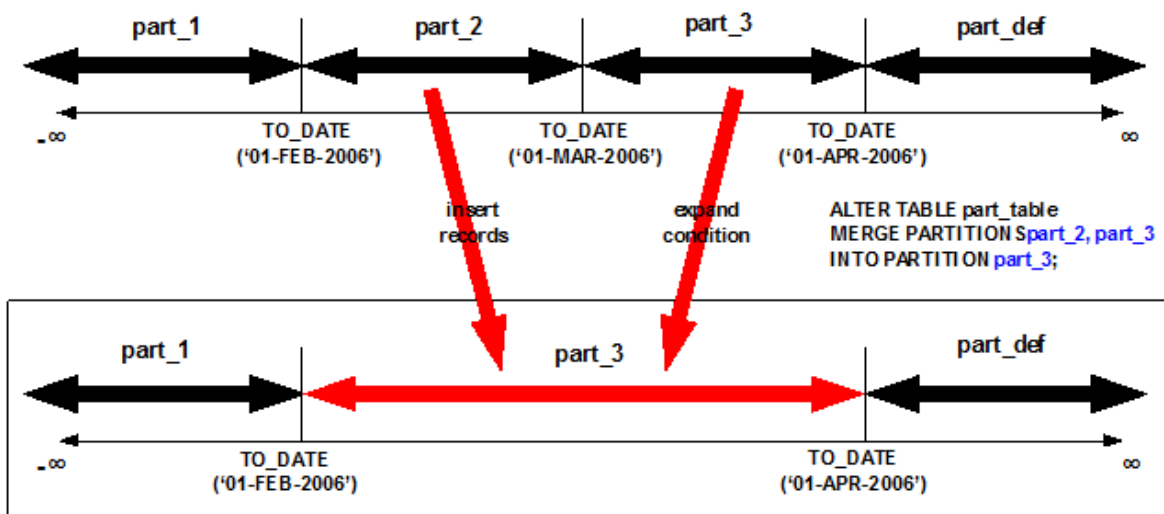 part_1
part_2
part_3
part_def
-∞
TO_DATE
('01-FEB-2006')
TO_DATE
('01-MAR-2006')
TO_DATE
('01-APR-2006')
∞
insert
records
expand
condition
ALTER TABLE part_table
MERGE PARTITIONS part_2, part_3
INTO PARTITION part_3;
part_1
part_3
part_def
-∞
TO_DATE
('01-FEB-2006')
TO_DATE
('01-APR-2006')
∞